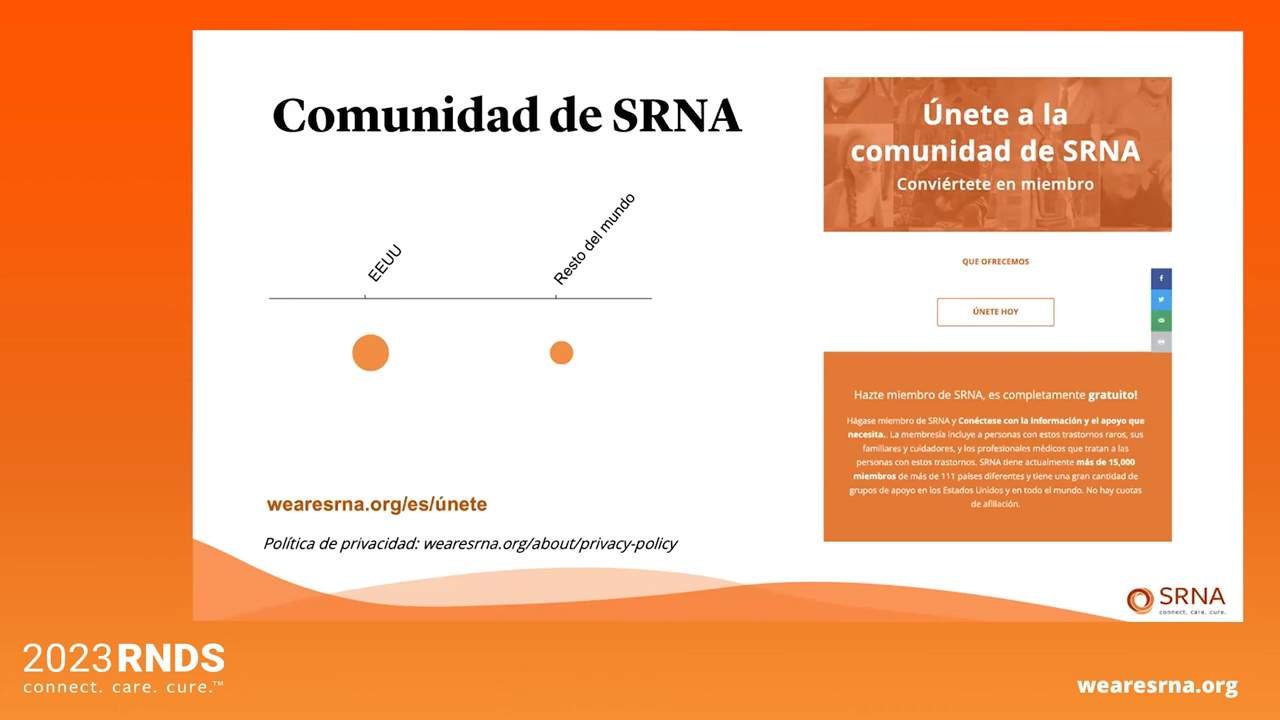 Comunidad de SRNA
EEUU
Resto del mundo
wearesrna.org/es/únete
Política de privacidad: wearesrna.org/about/privacy-policy
Únete a la
comunidad de SRNA
Conviértete en miembro
QUE OFRECEMOS
ÚNETE HOY
Hazte miembro de SRNA, es completamente gratuito!
Hágase miembro de SRNA y Conéctese con la Información y el apoyo que
necesita.. La membresía incluye a personas con estos trastornos raros, sus
familiares y cuidadores, y los profesionales médicos que tratan a las
personas con estos trastornos. SRNA tiene actualmente más de 15,000
miembros de más de 111 países diferentes y tiene una gran cantidad de
grupos de apoyo en los Estados Unidos y en todo el mundo. No hay cuotas
de afiliación.
SRNA
connect. care. cure.
2023 RNDS
connect. care. cure.™
wearesrna.org